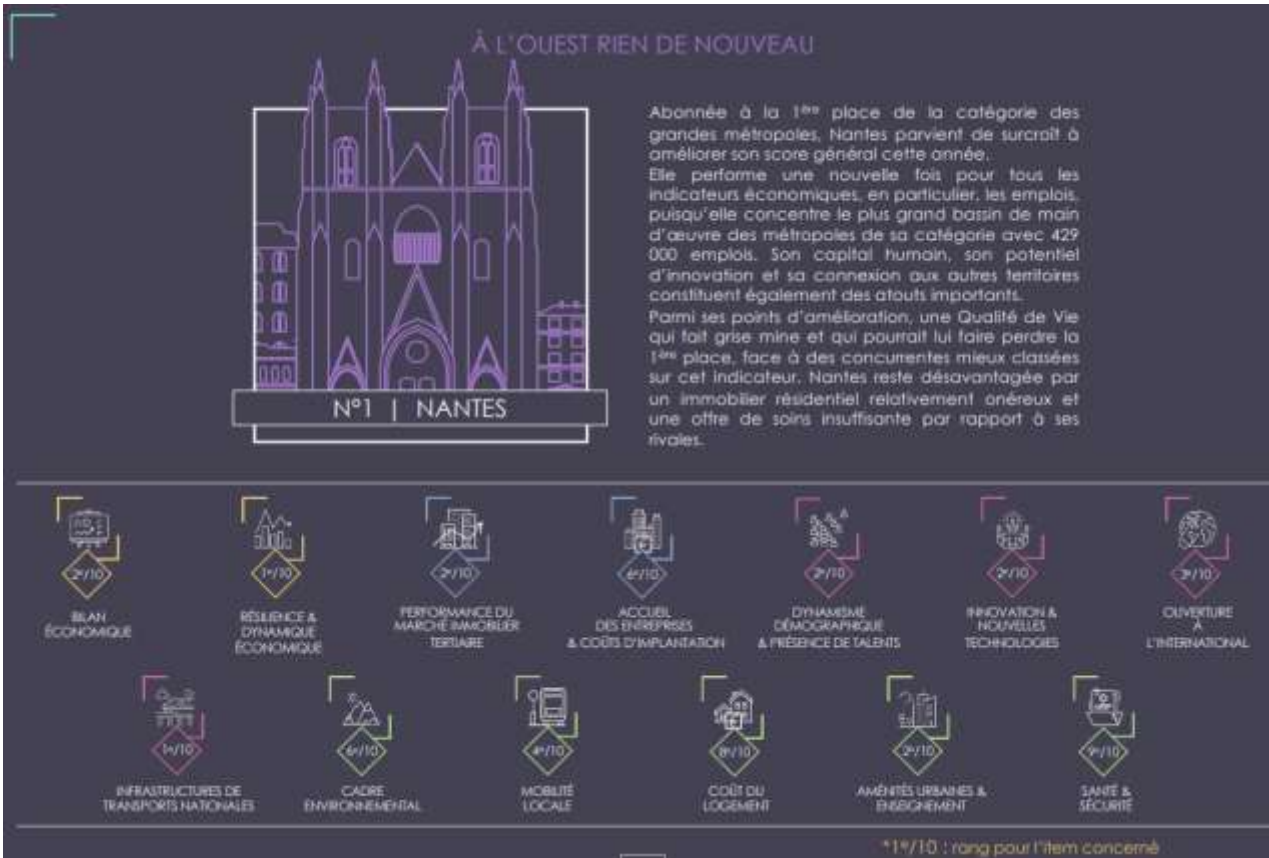 À L'OUEST RIEN DE NOUVEAU
Abonnée à la 1ère place de la catégorie des
grandes métropoles, Nantes parvient de surcroît à
améliorer son score général cette année.
Elle performe une nouvelle fois pour tous les
indicateurs économiques, en particulier, les emplois,
puisqu'elle concentre le plus grand bassin de main
d'œuvre des métropoles de sa catégorie avec 429
000 emplois. Son capital humain, son potentiel
d'innovation et sa connexion aux autres territoires
constituent également des atouts importants.
Parmi ses points d'amélioration, une Qualité de Vie
qui fait grise mine et qui pourrait lui faire perdre la
1ère place, face à des concurrentes mieux classées
sur cet indicateur. Nantes reste désavantagée par
un immobilier résidentiel relativement onéreux et
une offre de soins insuffisante par rapport à ses
rivales.
N°1 | NANTES
2e/10
BILAN
ÉCONOMIQUE
1e/10
RÉSILIENCE &
DYNAMIQUE
ÉCONOMIQUE
2e/10
PERFORMANCE DU
MARCHÉ IMMOBILIER
TERTIAIRE
6e/10
ACCUEIL
DES ENTREPRISES
& COÛTS D'IMPLANTATION
2e/10
DYNAMISME
DÉMOGRAPHIQUE
& PRÉSENCE DE TALENTS
2e/10
INNOVATION &
NOUVELLES
TECHNOLOGIES
3e/10
OUVERTURE
À
L'INTERNATIONAL
1e/10
INFRASTRUCTURES DE
TRANSPORTS NATIONALES
6e/10
CADRE
ENVIRONNEMENTAL
4e/10
MOBILITÉ
LOCALE
8e/10
COÛT DU
LOGEMENT
2e/10
AMÉNITÉS URBAINES &
ENSEIGNEMENT
9e/10
SANTÉ &
SÉCURITÉ
*1e/10 : rang pour l'item concerné